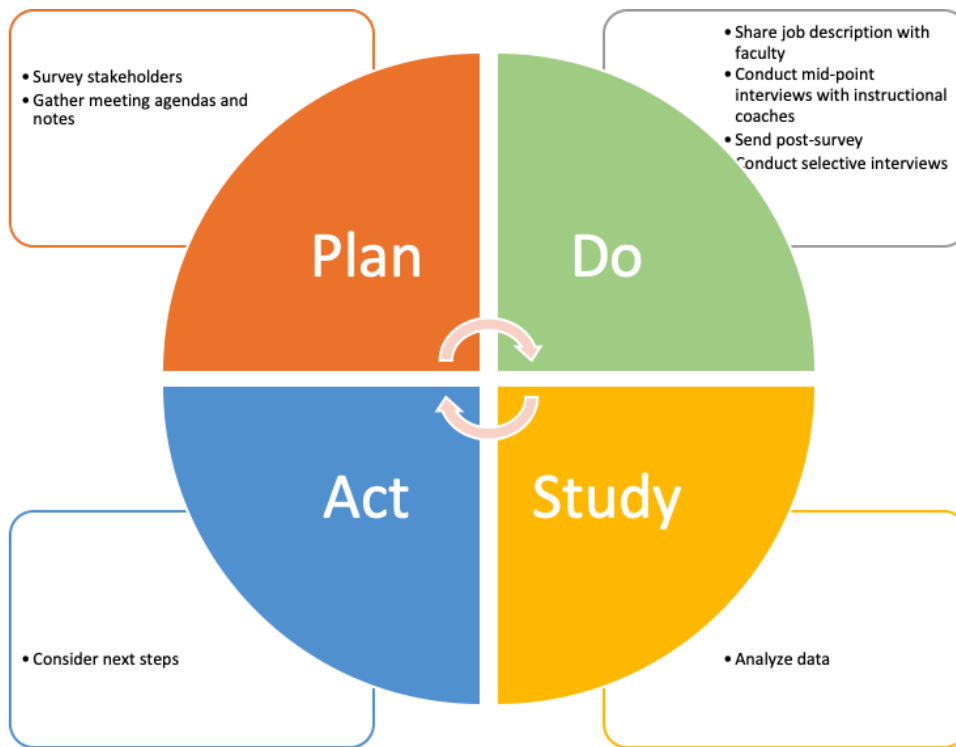 • Survey stakeholders
• Gather meeting agendas and
notes
• Share job description with
faculty
• Conduct mid-point
interviews with instructional
coaches
• Send post-survey
• Conduct selective interviews
Plan
Do
Act
Study
• Consider next steps
• Analyze data